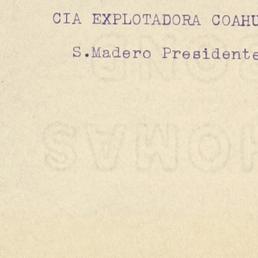 CIA EXPLOTADORA COAHU
S.Madero Presidente